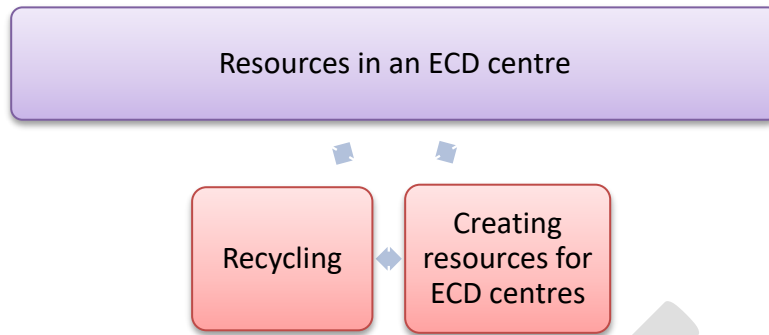 Resources in an ECD centre
Recycling
Creating
resources for
ECD centres